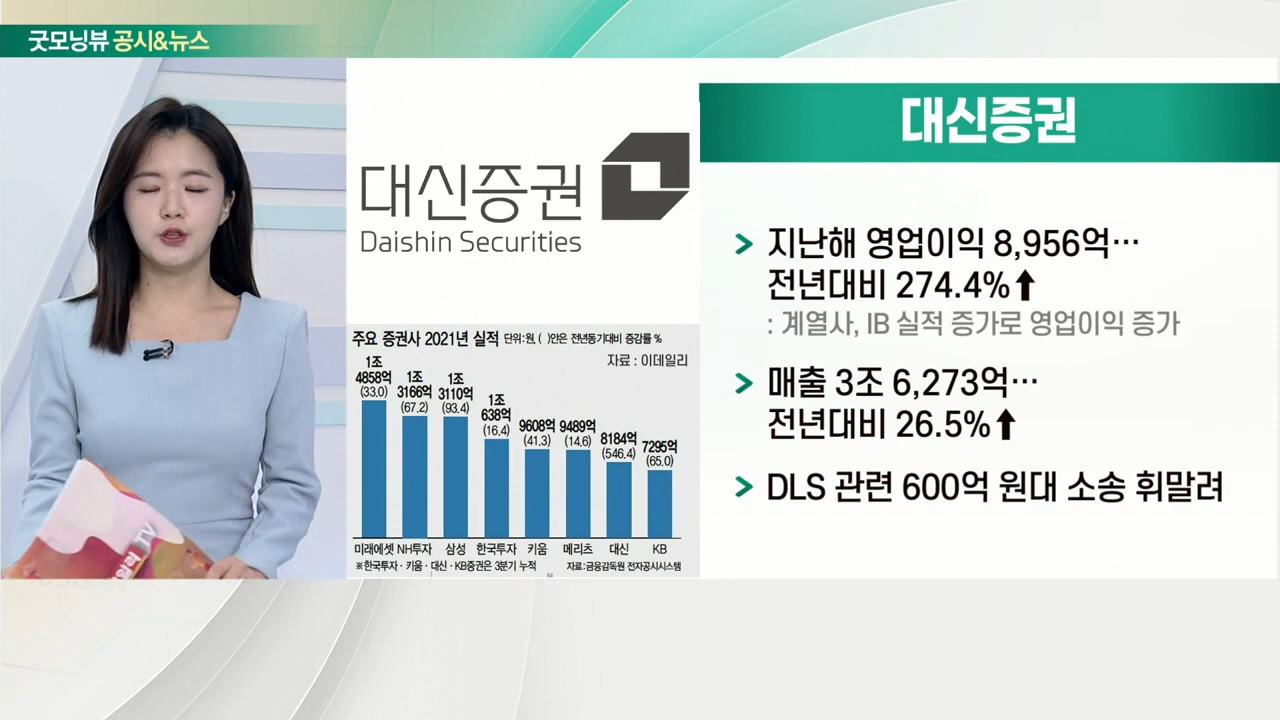 굿모닝뷰 공시&뉴스
대신증권
Daishin Securities
주요 증권사 2021년 실적 단위:원, ( )안은 전년동기대비 증감률 %
자료 : 이데일리
1조 4858억 (33.0)
1조 3166억 (67.2)
1조 3110억 (93.4)
1조 638억 (16.4)
9608억 (41.3)
9489억 (14.6)
8184억 (546.4)
7295억 (65.0)
미래에셋 NH투자 삼성 한국투자 키움 메리츠 대신 KB
※한국투자·키움·대신·KB증권은 3분기 누적 자료:금융감독원 전자공시시스템
대신증권
> 지난해 영업이익 8,956억…
전년대비 274.4%⬆
: 계열사, IB 실적 증가로 영업이익 증가
> 매출 3조 6,273억…
전년대비 26.5%⬆
> DLS 관련 600억 원대 소송 휘말려